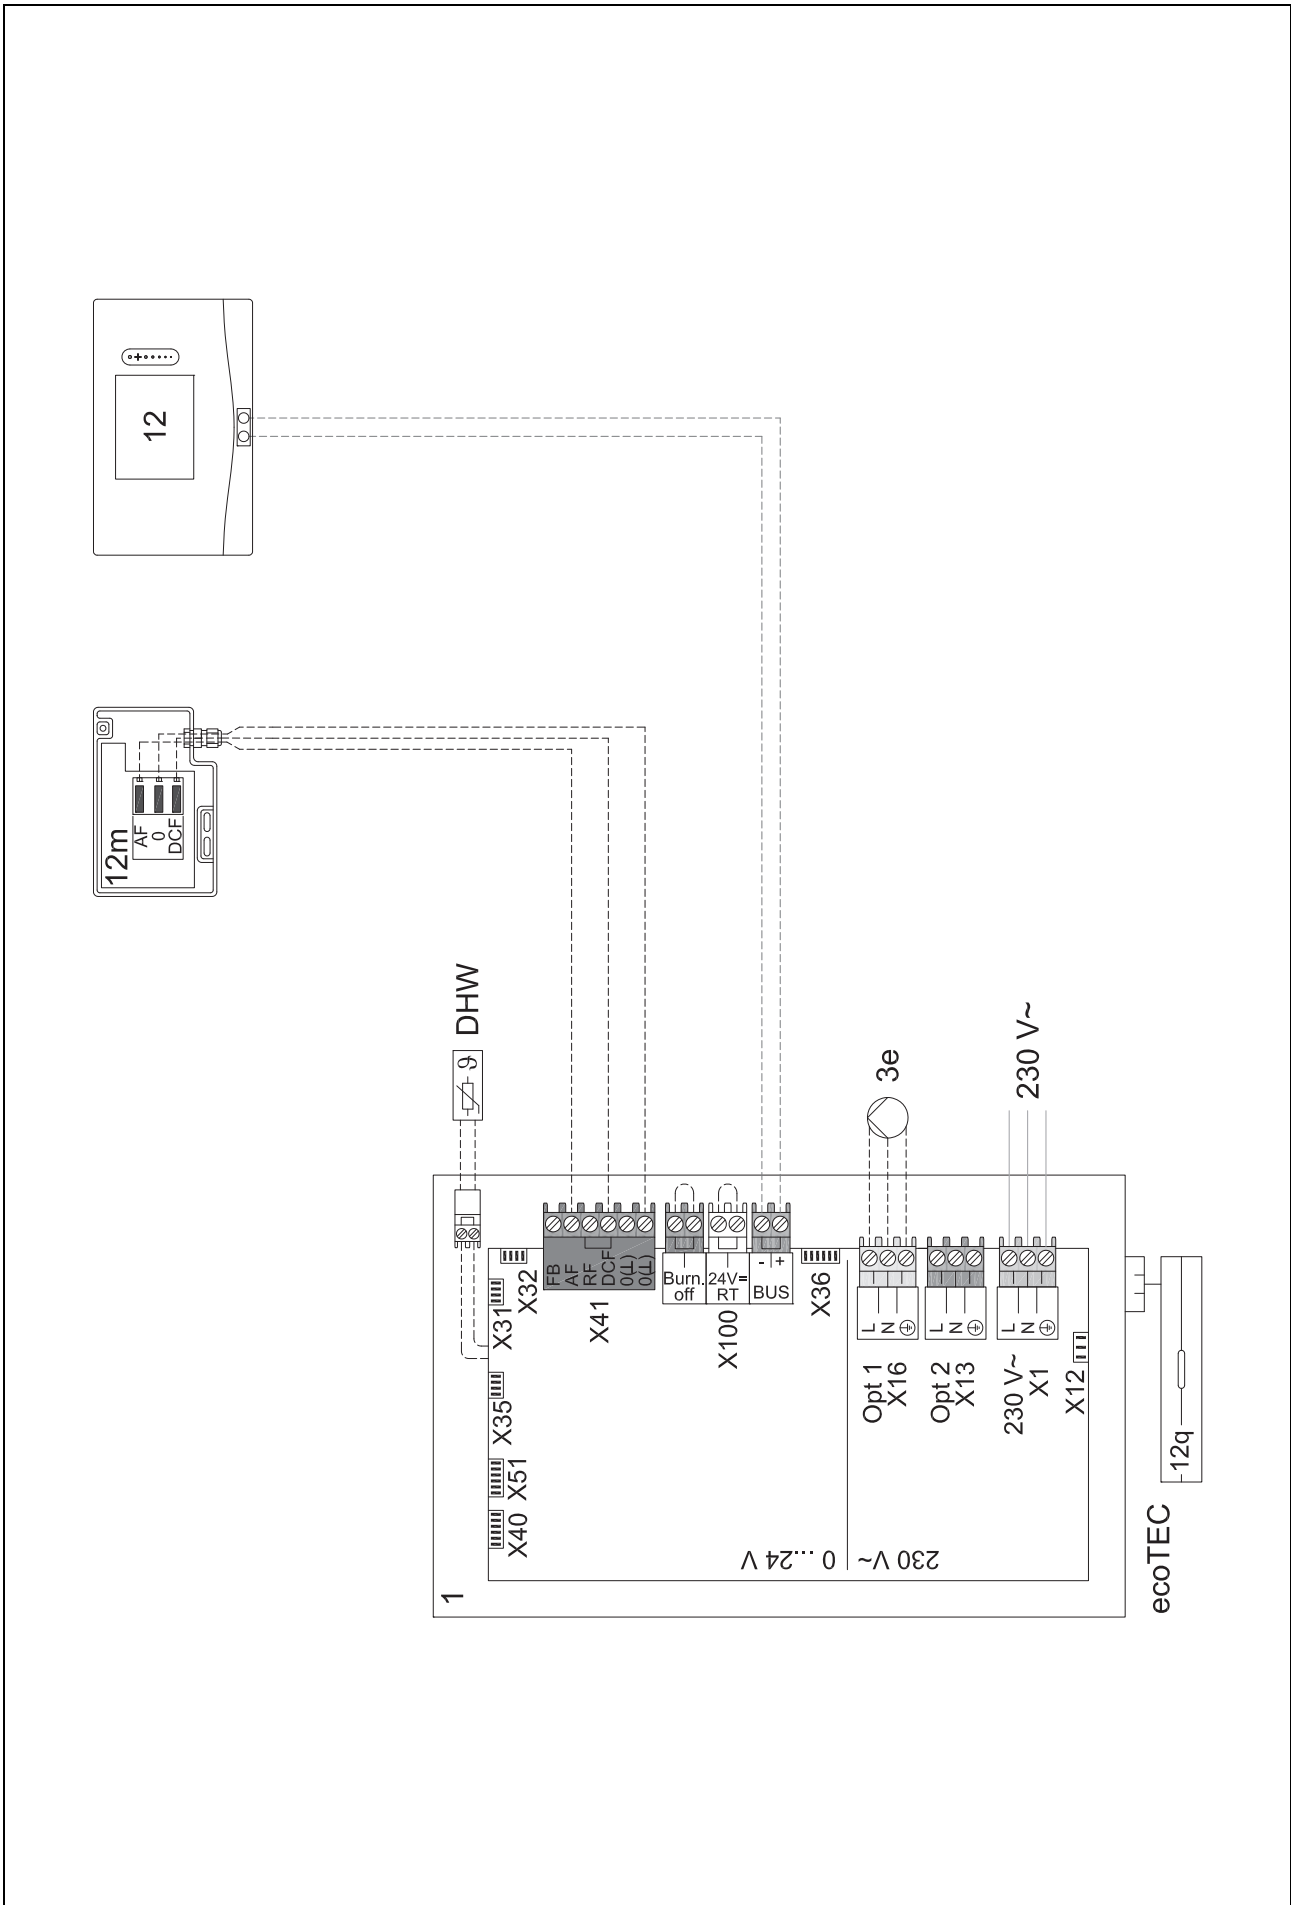 12
12m
AF
0
DCF
DHW
ϑ
1
X40
X51
X35
X31
X32
FB
AF
RF
DCF
0(⊥)
0(⊥)
X41
Burn.
off
24V=
RT
X100
- +
BUS
X36
0 ... 24 V
230 V~
L
N
Opt 1
X16
3e
L
N
Opt 2
X13
L
N
230 V~
X1
230 V~
X12
12q
ecoTEC